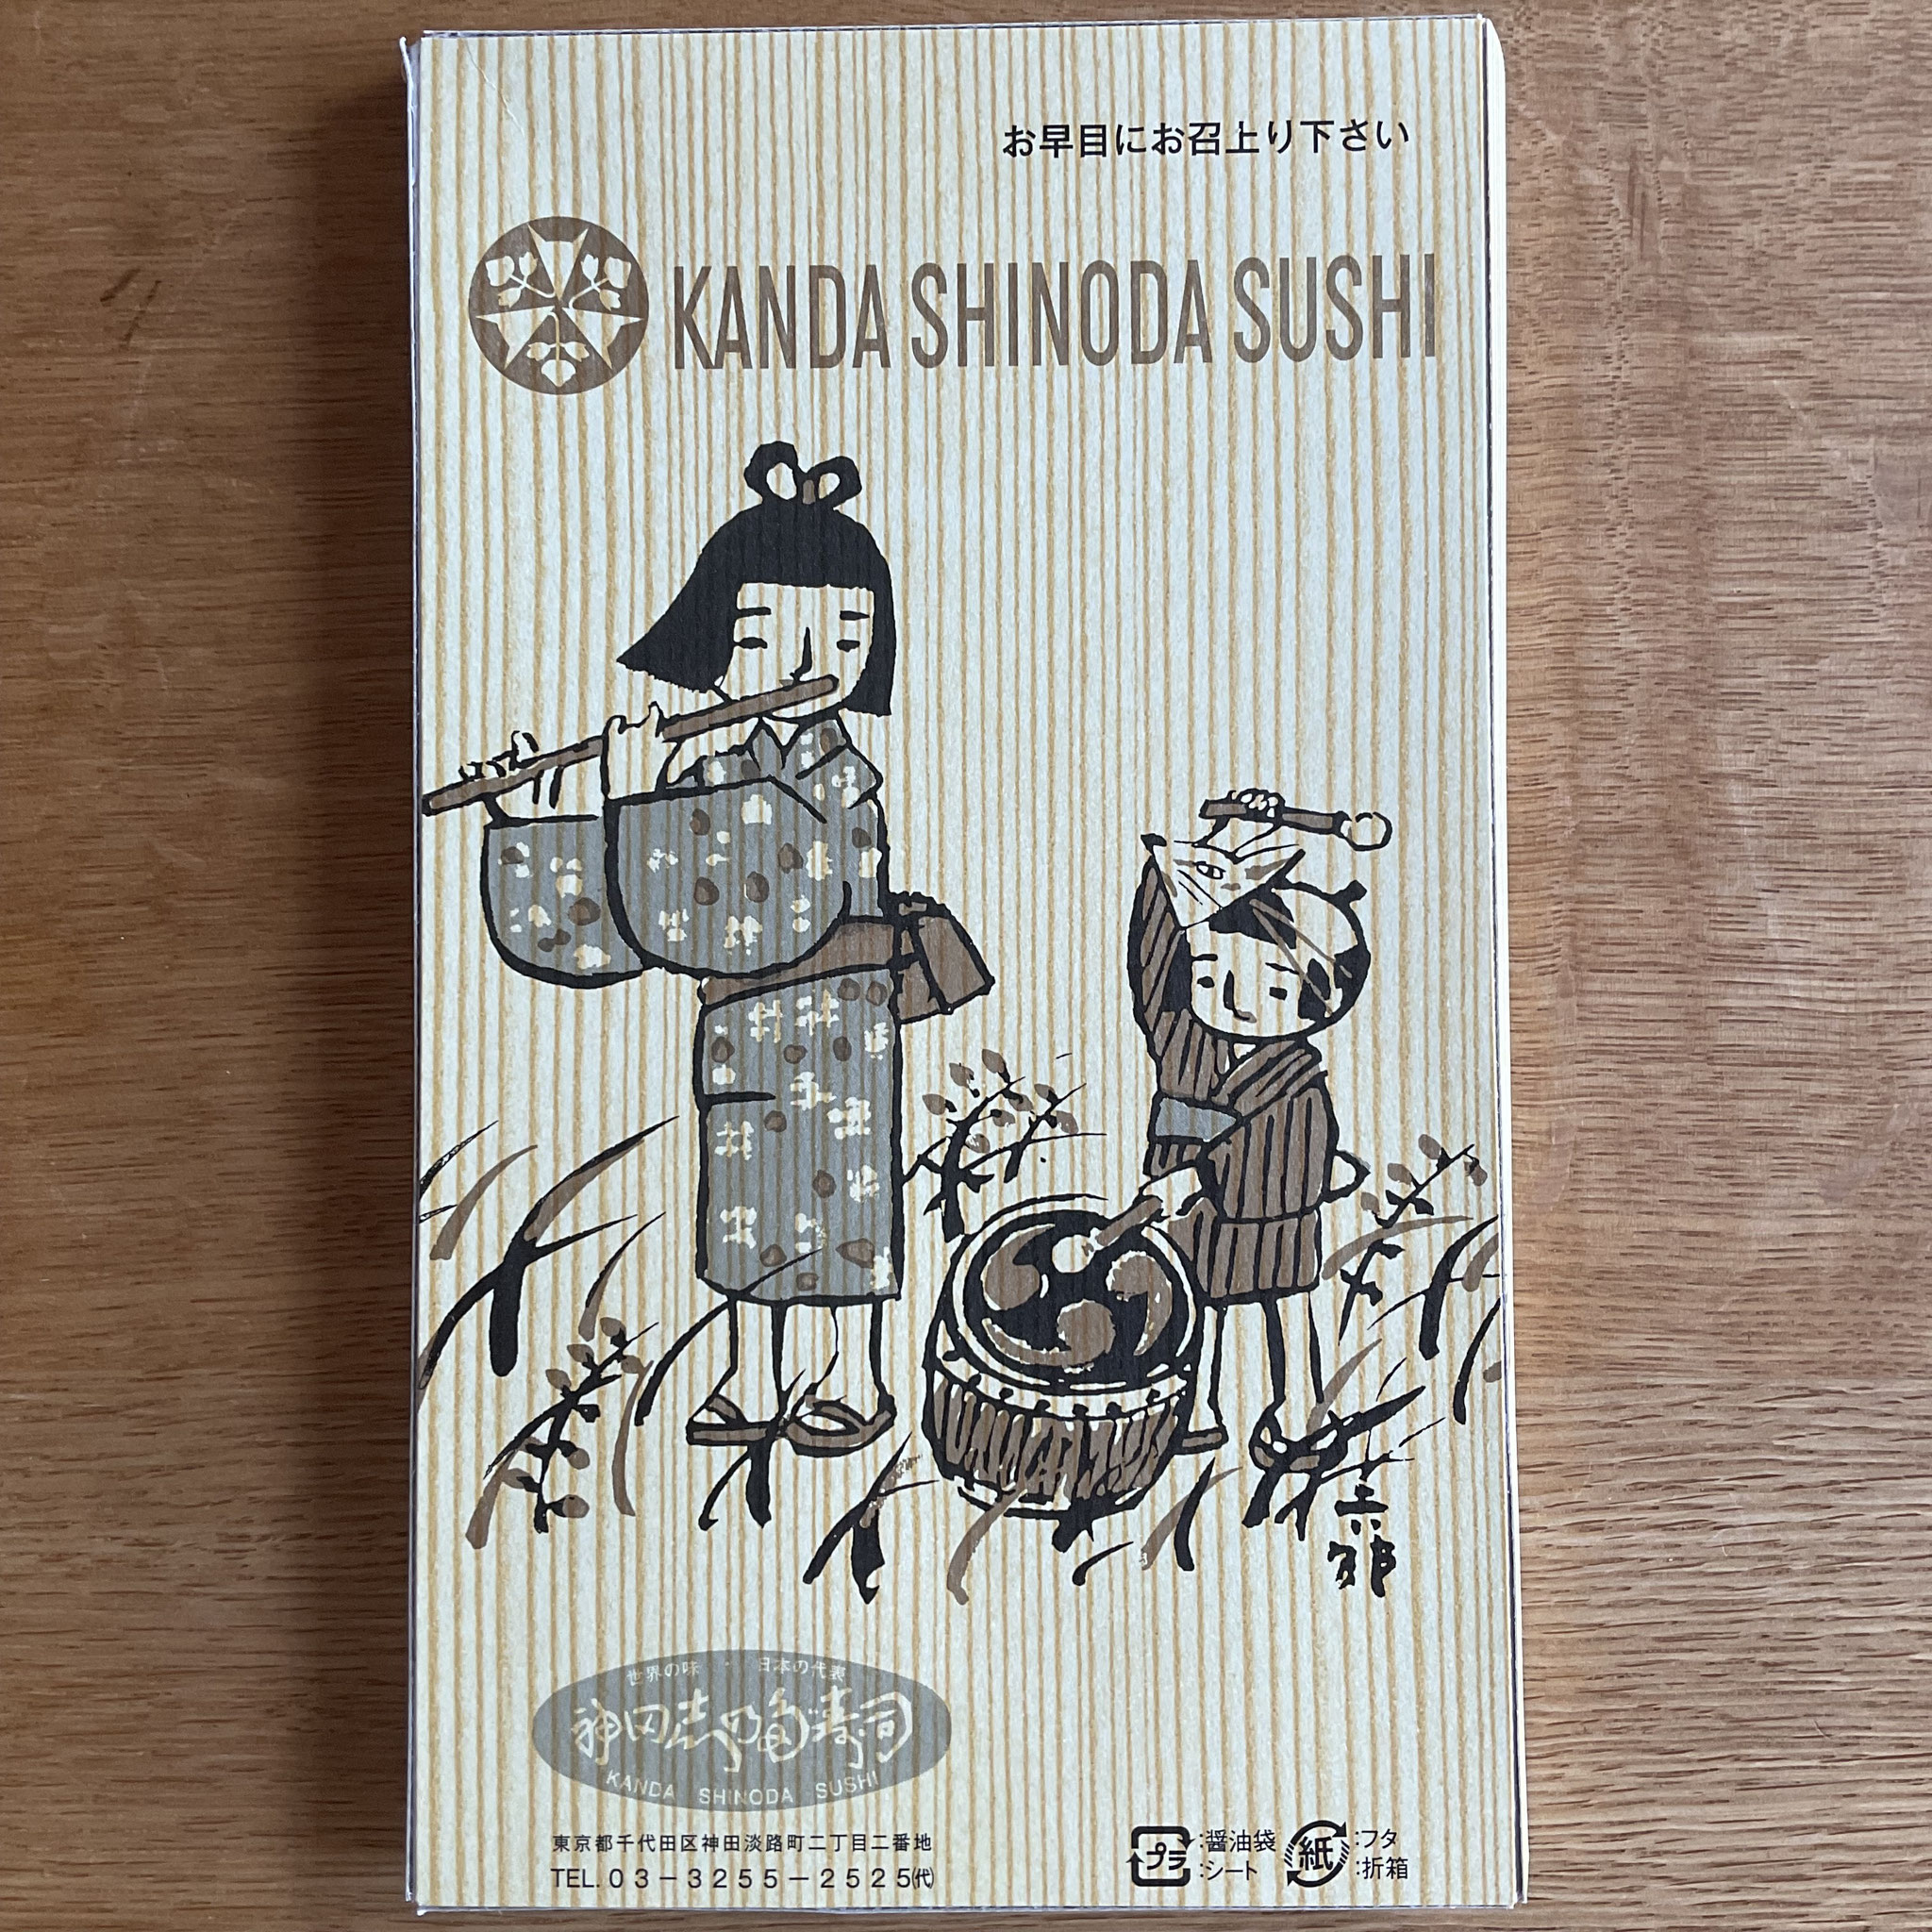 お早目にお召上り下さい
KANDA SHINODA SUSHI
六郎
世界の味・日本の代表
神田志乃多寿司
KANDA SHINODA SUSHI
東京都千代田区神田淡路町二丁目二番地
TEL.03-3255-2525㈹
プラ:醤油袋
:シート
紙:フタ
:折箱